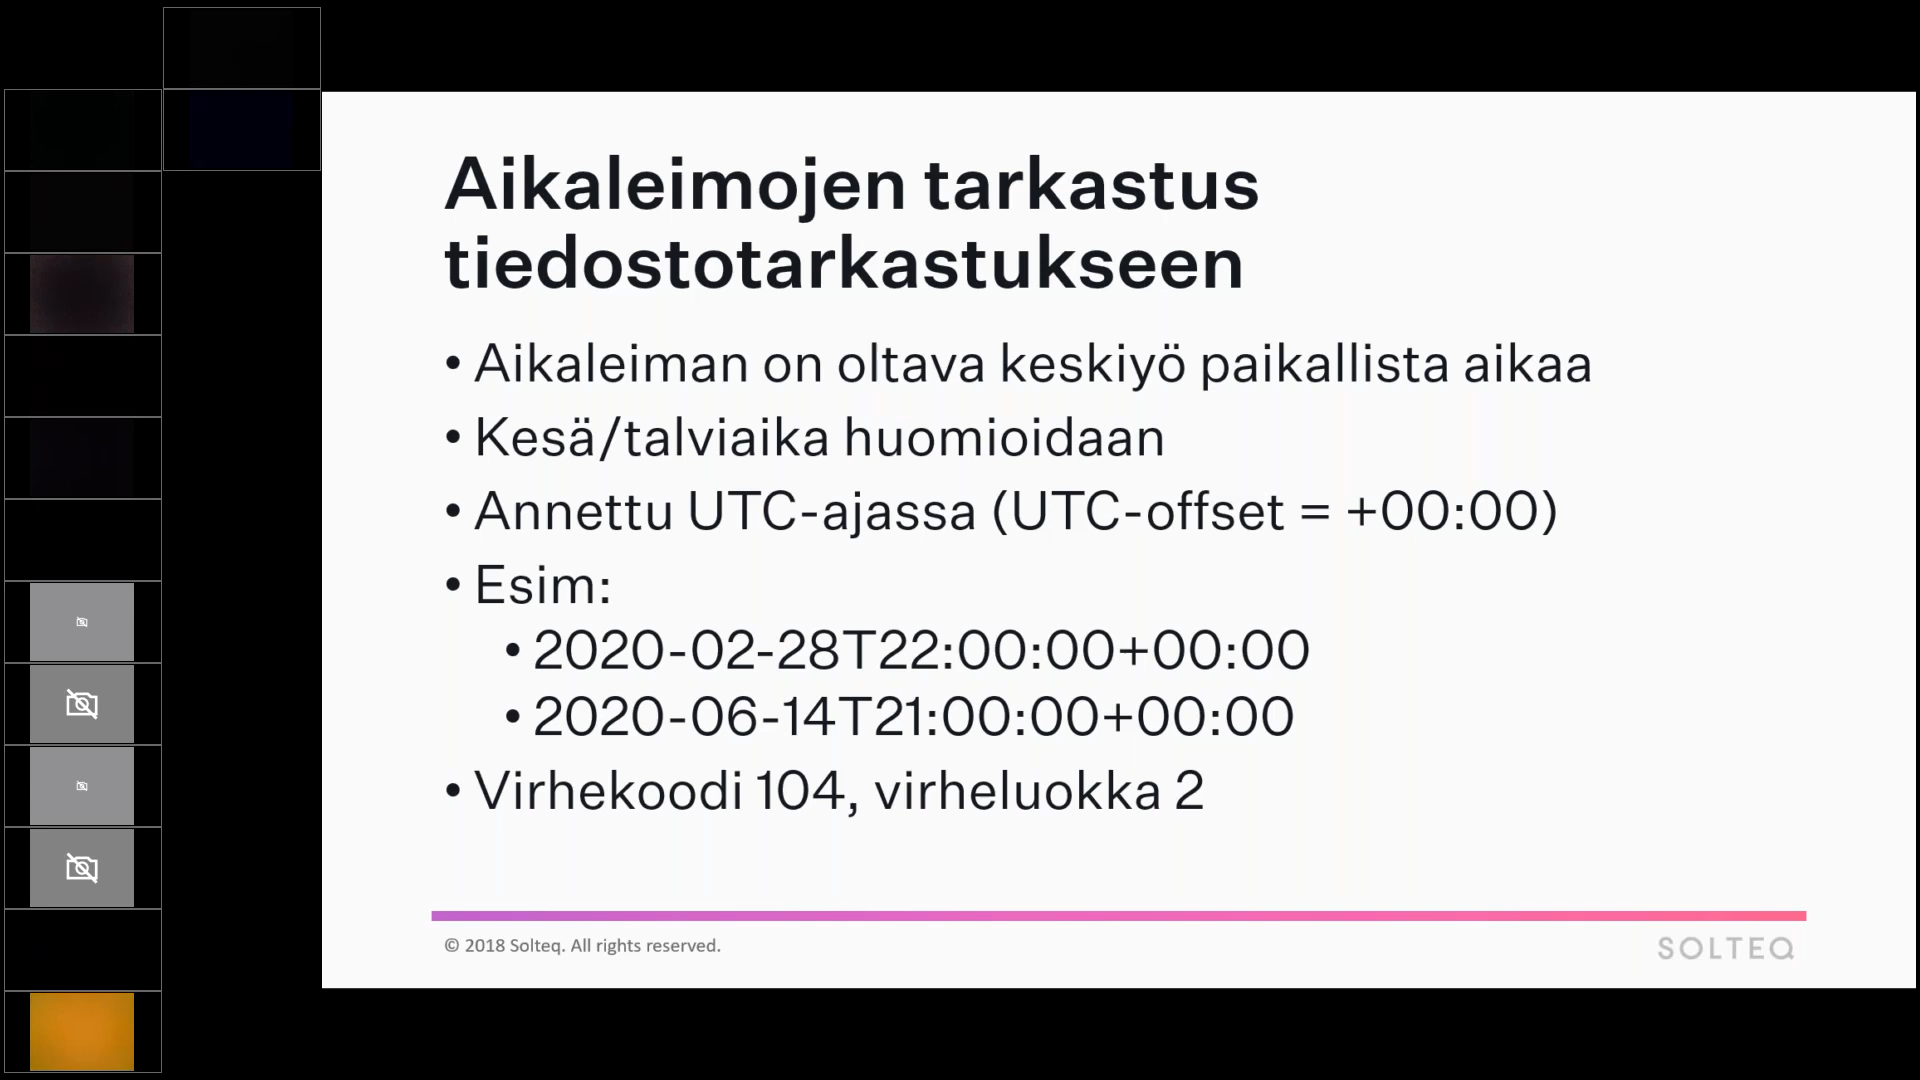 Aikaleimojen tarkastus
tiedostotarkastukseen
• Aikaleiman on oltava keskiyö paikallista aikaa
• Kesä/talviaika huomioidaan
• Annettu UTC-ajassa (UTC-offset = +00:00)
• Esim:
• 2020-02-28T22:00:00+00:00
• 2020-06-14T21:00:00+00:00
• Virhekoodi 104, virheluokka 2
© 2018 Solteq. All rights reserved.
SOLTEQ